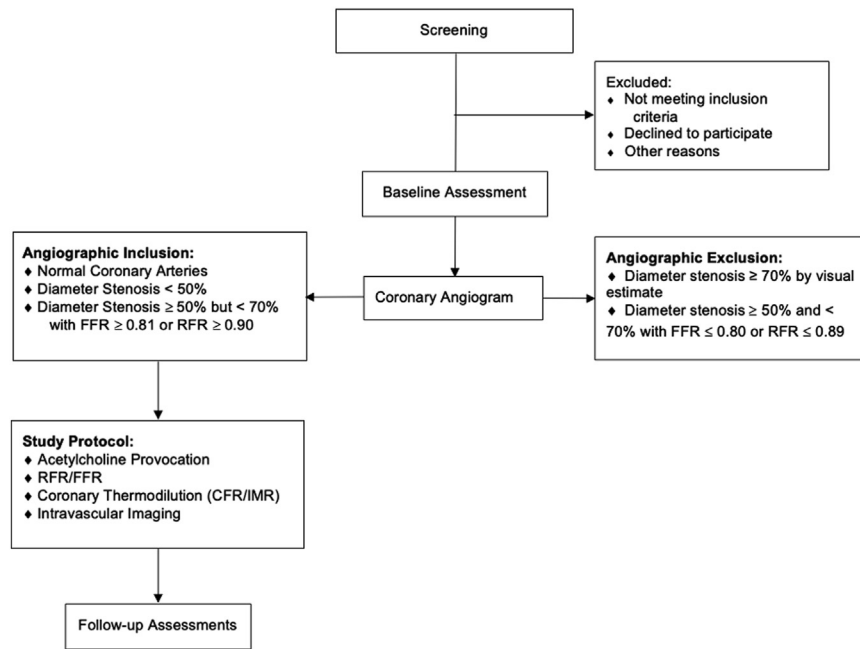 Screening
Excluded:
♦ Not meeting inclusion
criteria
♦ Declined to participate
♦ Other reasons
Baseline Assessment
Angiographic Inclusion:
♦ Normal Coronary Arteries
♦ Diameter Stenosis < 50%
♦ Diameter Stenosis ≥ 50% but < 70%
with FFR ≥ 0.81 or RFR ≥ 0.90
Coronary Angiogram
Angiographic Exclusion:
♦ Diameter stenosis ≥ 70% by visual
estimate
♦ Diameter stenosis ≥ 50% and <
70% with FFR ≤ 0.80 or RFR ≤ 0.89
Study Protocol:
♦ Acetylcholine Provocation
♦ RFR/FFR
♦ Coronary Thermodilution (CFR/IMR)
♦ Intravascular Imaging
Follow-up Assessments